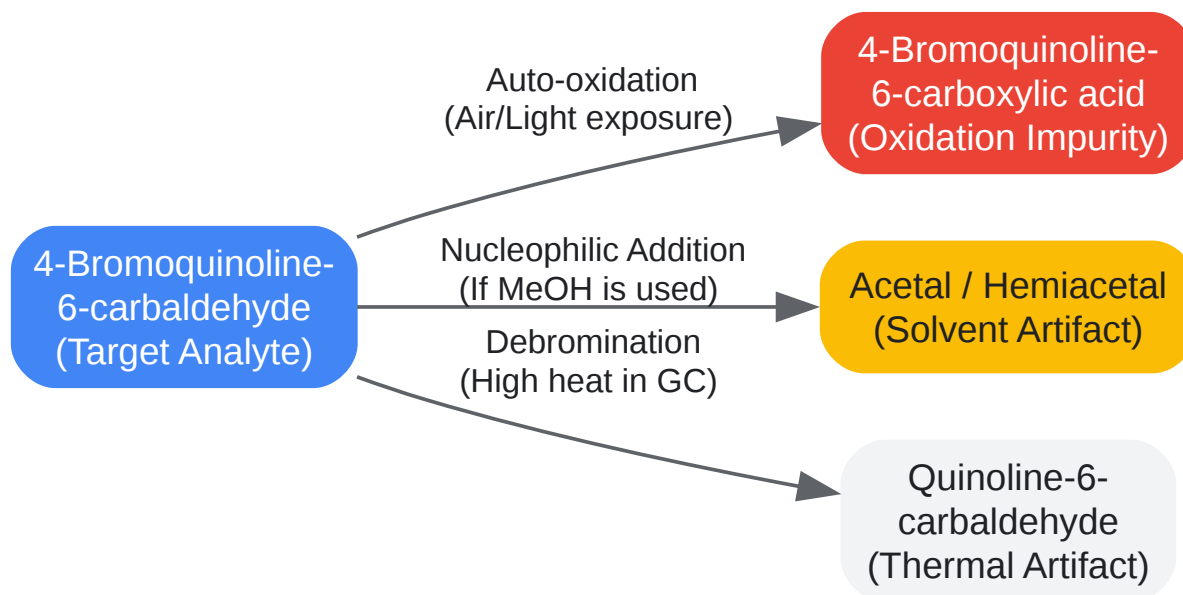 4-Bromoquinoline-
6-carbaldehyde
(Target Analyte)
Auto-oxidation
(Air/Light exposure)
4-Bromoquinoline-
6-carboxylic acid
(Oxidation Impurity)
Nucleophilic Addition
(If MeOH is used)
Acetal / Hemiacetal
(Solvent Artifact)
Debromination
(High heat in GC)
Quinoline-6-
carbaldehyde
(Thermal Artifact)